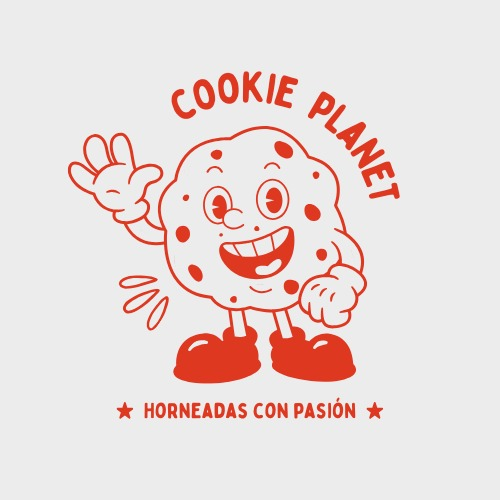 COOKIE PLANET
★ HORNEADAS CON PASIÓN ★